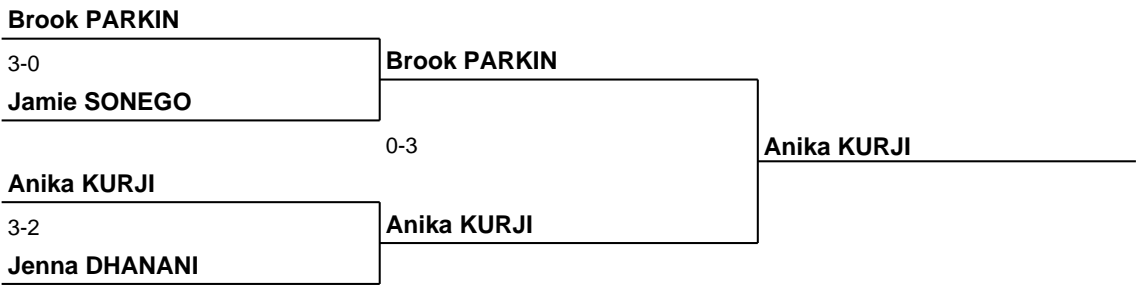 Brook PARKIN
3-0
Brook PARKIN
Jamie SONEGO
0-3
Anika KURJI
Anika KURJI
3-2
Anika KURJI
Jenna DHANANI